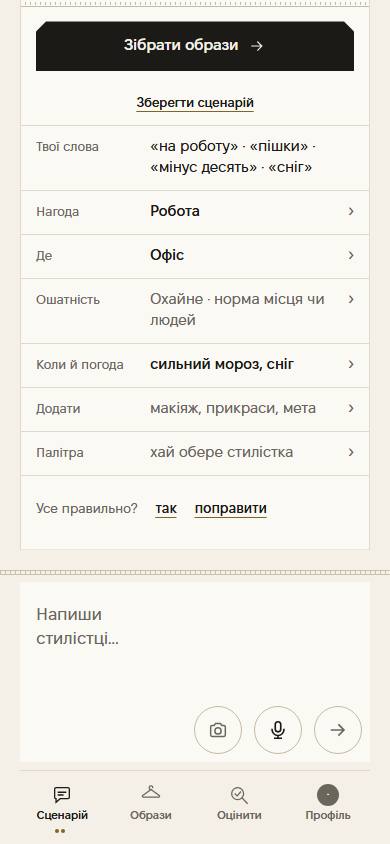 Зібрати образи →
Зберегти сценарій
Твої слова «на роботу» · «пішки» ·
«мінус десять» · «сніг»
Нагода Робота
Де Офіс
Ошатність Охайне · норма місця чи
людей
Коли й погода сильний мороз, сніг
Додати макіяж, прикраси, мета
Палітра хай обере стилістка
Усе правильно? так поправити
Напиши
стилістці...
Сценарій Образи Оцінити Профіль